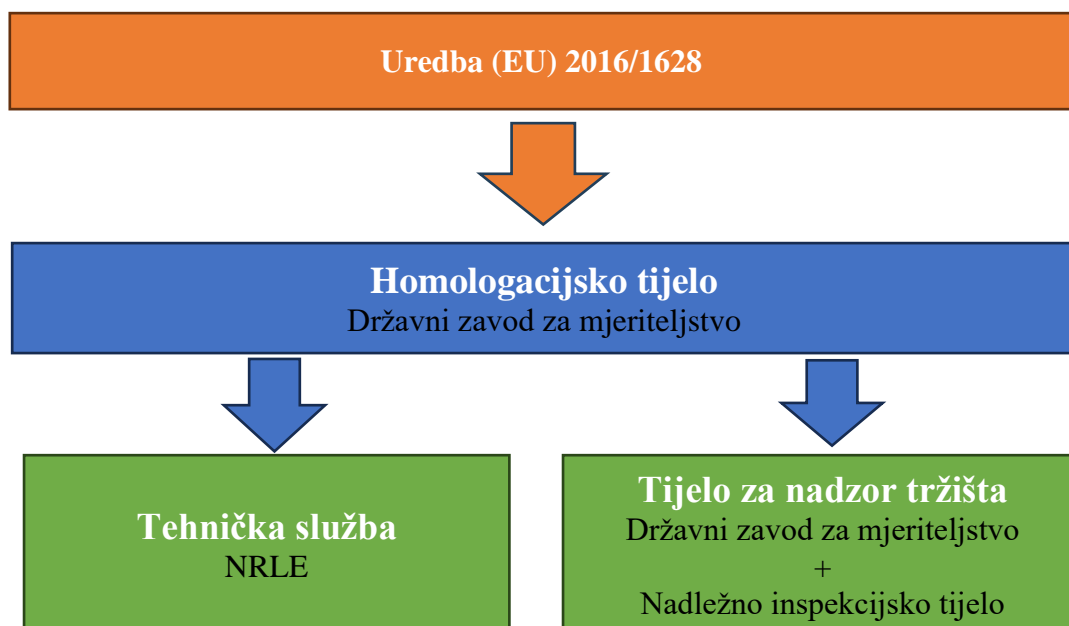 Uredba (EU) 2016/1628
Homologacijsko tijelo
Državni zavod za mjeriteljstvo
Tehnička služba
NRLE
Tijelo za nadzor tržišta
Državni zavod za mjeriteljstvo
+
Nadležno inspekcijsko tijelo